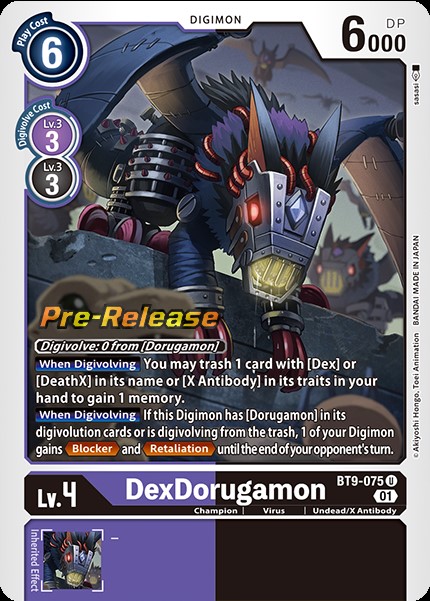 Play Cost
6
DIGIMON
DP
6000
Digivolve Cost
Lv.3
3
Lv.3
3
sasasi
© Akiyoshi Hongo, Toei Animation BANDAI MADE IN JAPAN
Pre-Release
Digivolve: 0 from [Dorugamon]
When Digivolving You may trash 1 card with [Dex] or
[DeathX] in its name or [X Antibody] in its traits in your
hand to gain 1 memory.
When Digivolving If this Digimon has [Dorugamon] in its
digivolution cards or is digivolving from the trash, 1 of your Digimon
gains Blocker and Retaliation until the end of your opponent's turn.
Lv.4
DexDorugamon
BT9-075 U
01
Champion | Virus | Undead/X Antibody
Inherited Effect
–